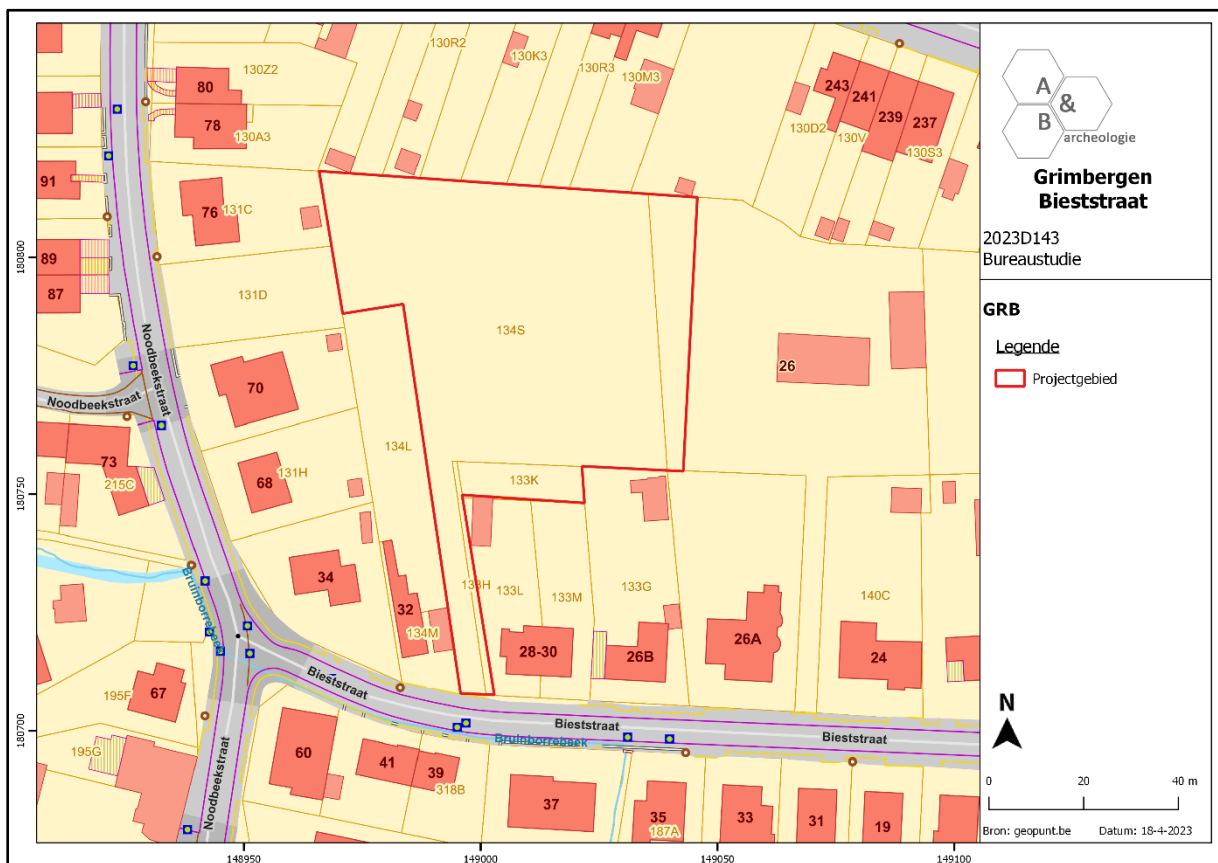 130R2
130K3
130R3
130M3
130Z2
80
78
130A3
243
241
239
237
130D2
130V
130S3
91
76
131C
89
87
131D
134S
26
Noodbeekstraat
Noodbeekstraat
70
134L
73
215C
68
131H
133K
34
32
134M
133H
133L
133M
133G
140C
Bruinborrebeek
28-30
26B
26A
24
67
195F
195G
Noodbeekstraat
Bieststraat
Bieststraat
Bieststraat
Bruinborrebeek
60
41
39
318B
37
35
187A
33
31
19
180800
180750
180700
148950
149000
149050
149100
A
&
B
archeologie
Grimbergen
Bieststraat
2023D143
Bureaustudie
GRB
Legende
Projectgebied
N
0 20 40 m
Bron: geopunt.be Datum: 18-4-2023